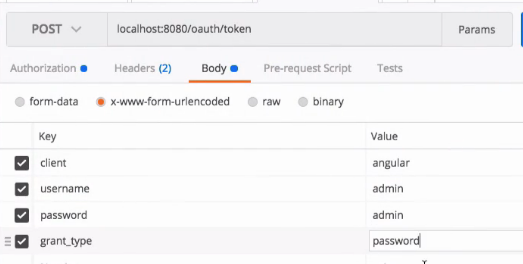 POST localhost:8080/oauth/token Params
Authorization Headers (2) Body Pre-request Script Tests
form-data x-www-form-urlencoded raw binary
Key Value
client angular
username admin
password admin
grant_type password